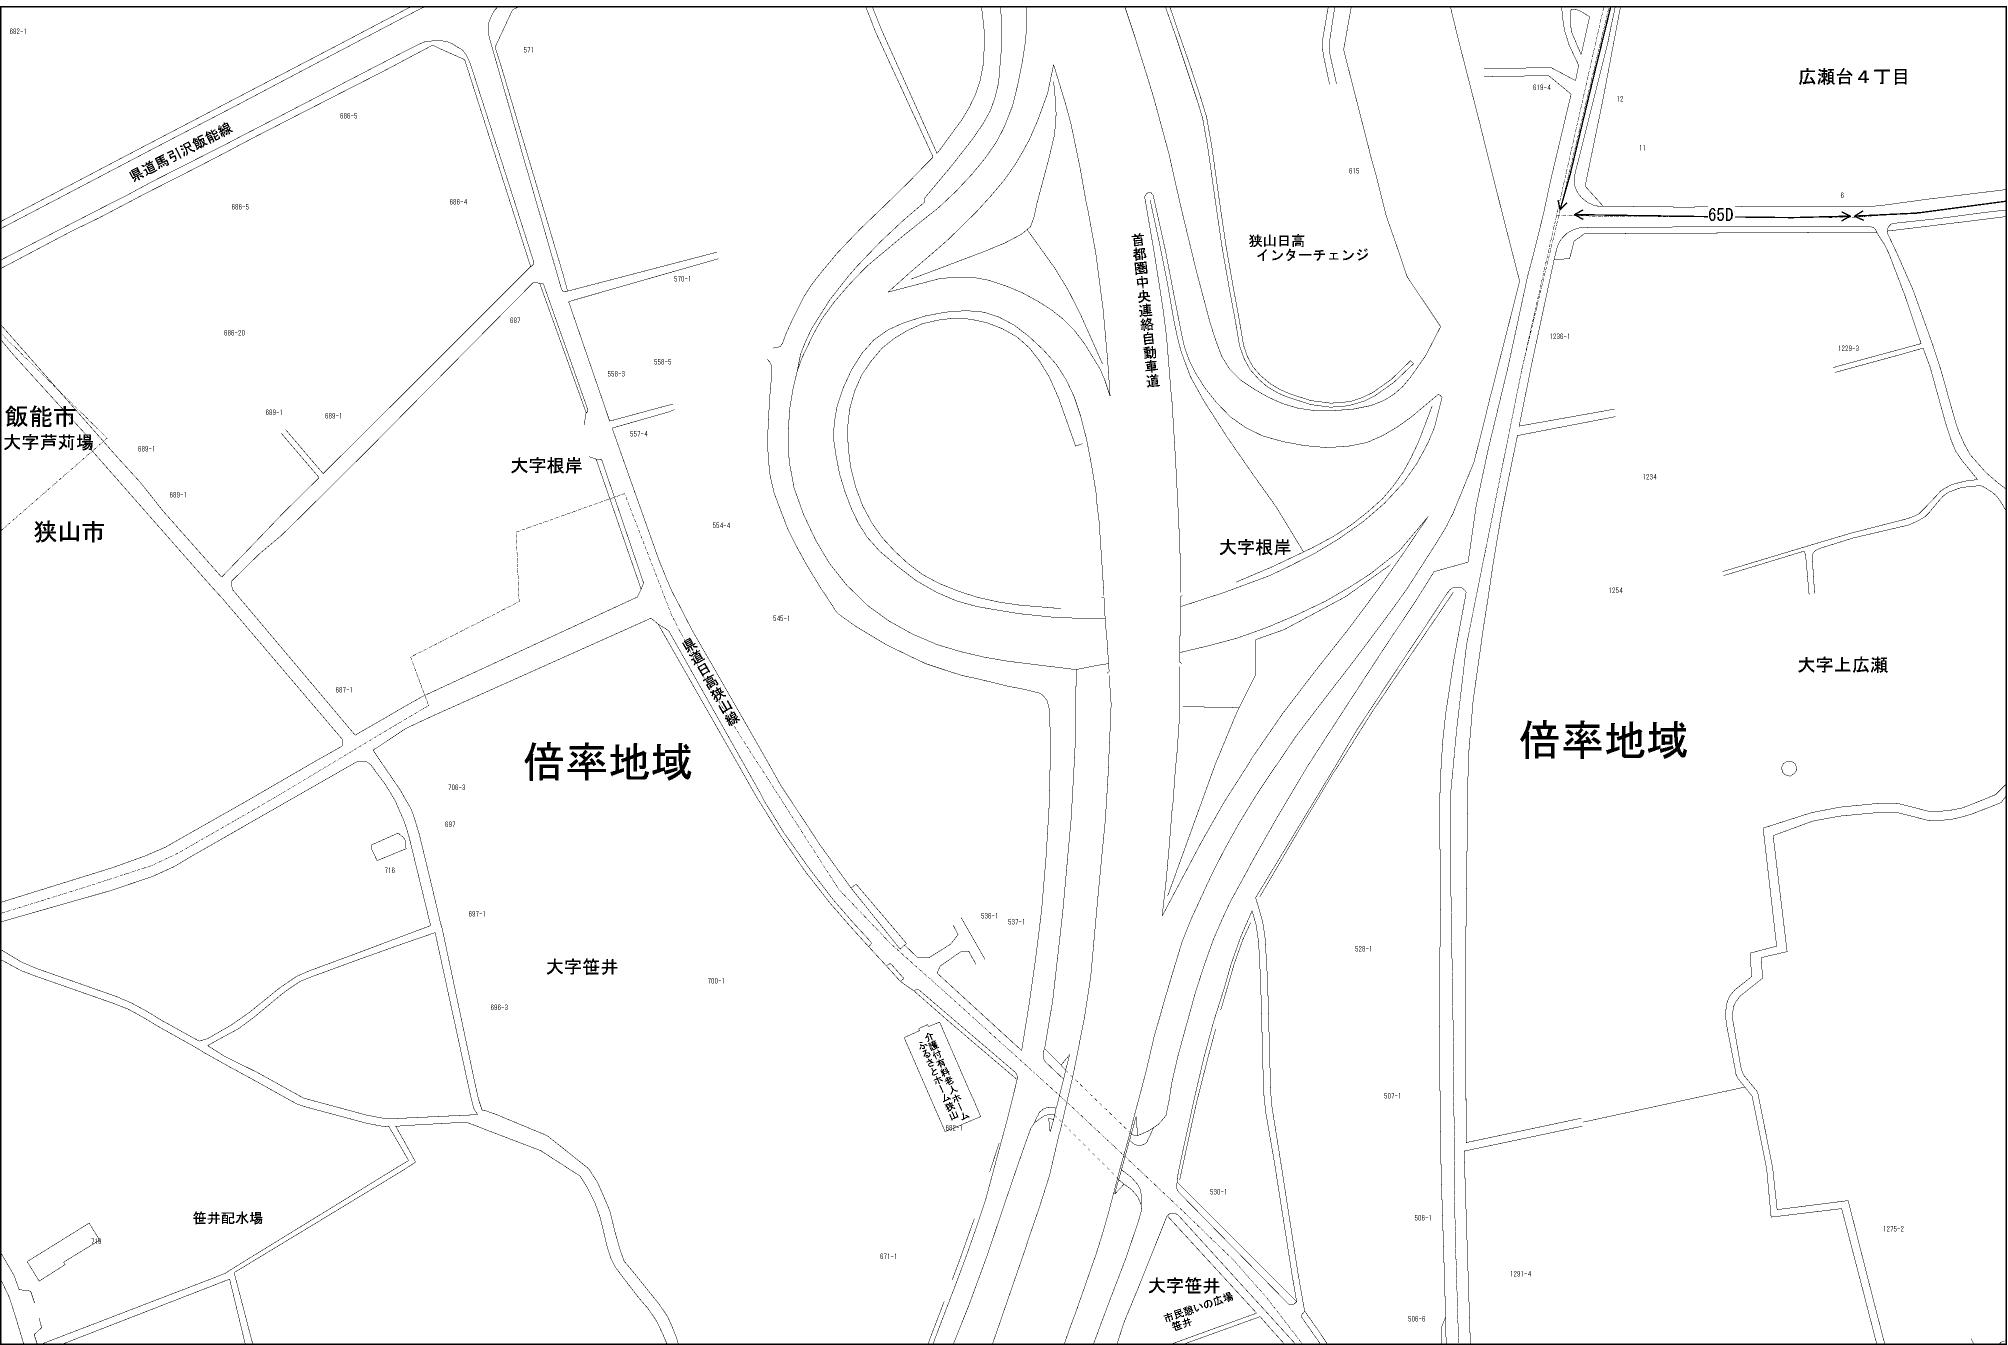 682-1
571
広瀬台４丁目
619-4
12
686-5
県道馬引沢飯能線
11
615
6
686-5
686-4
65D
狭山日高
インターチェンジ
首都圏中央連絡自動車道
570-1
687
686-20
1236-1
1229-3
558-5
558-3
飯能市
大字芦苅場
689-1
689-1
557-4
689-1
大字根岸
1234
689-1
狭山市
554-4
大字根岸
1254
545-1
県道日高狭山線
大字上広瀬
687-1
倍率地域
倍率地域
706-3
697
716
697-1
536-1
537-1
528-1
大字笹井
700-1
696-3
介護付有料老人ホーム
ふるさとホーム狭山
507-1
682-1
530-1
笹井配水場
508-1
1275-2
719
671-1
1291-4
大字笹井
市民憩いの広場
笹井
506-6